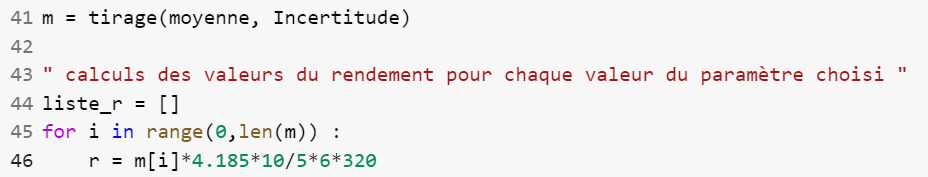 41 m = tirage(moyenne, Incertitude)
42
43 " calculs des valeurs du rendement pour chaque valeur du paramètre choisi "
44 liste_r = []
45 for i in range(0,len(m)) :
46     r = m[i]*4.185*10/5*6*320